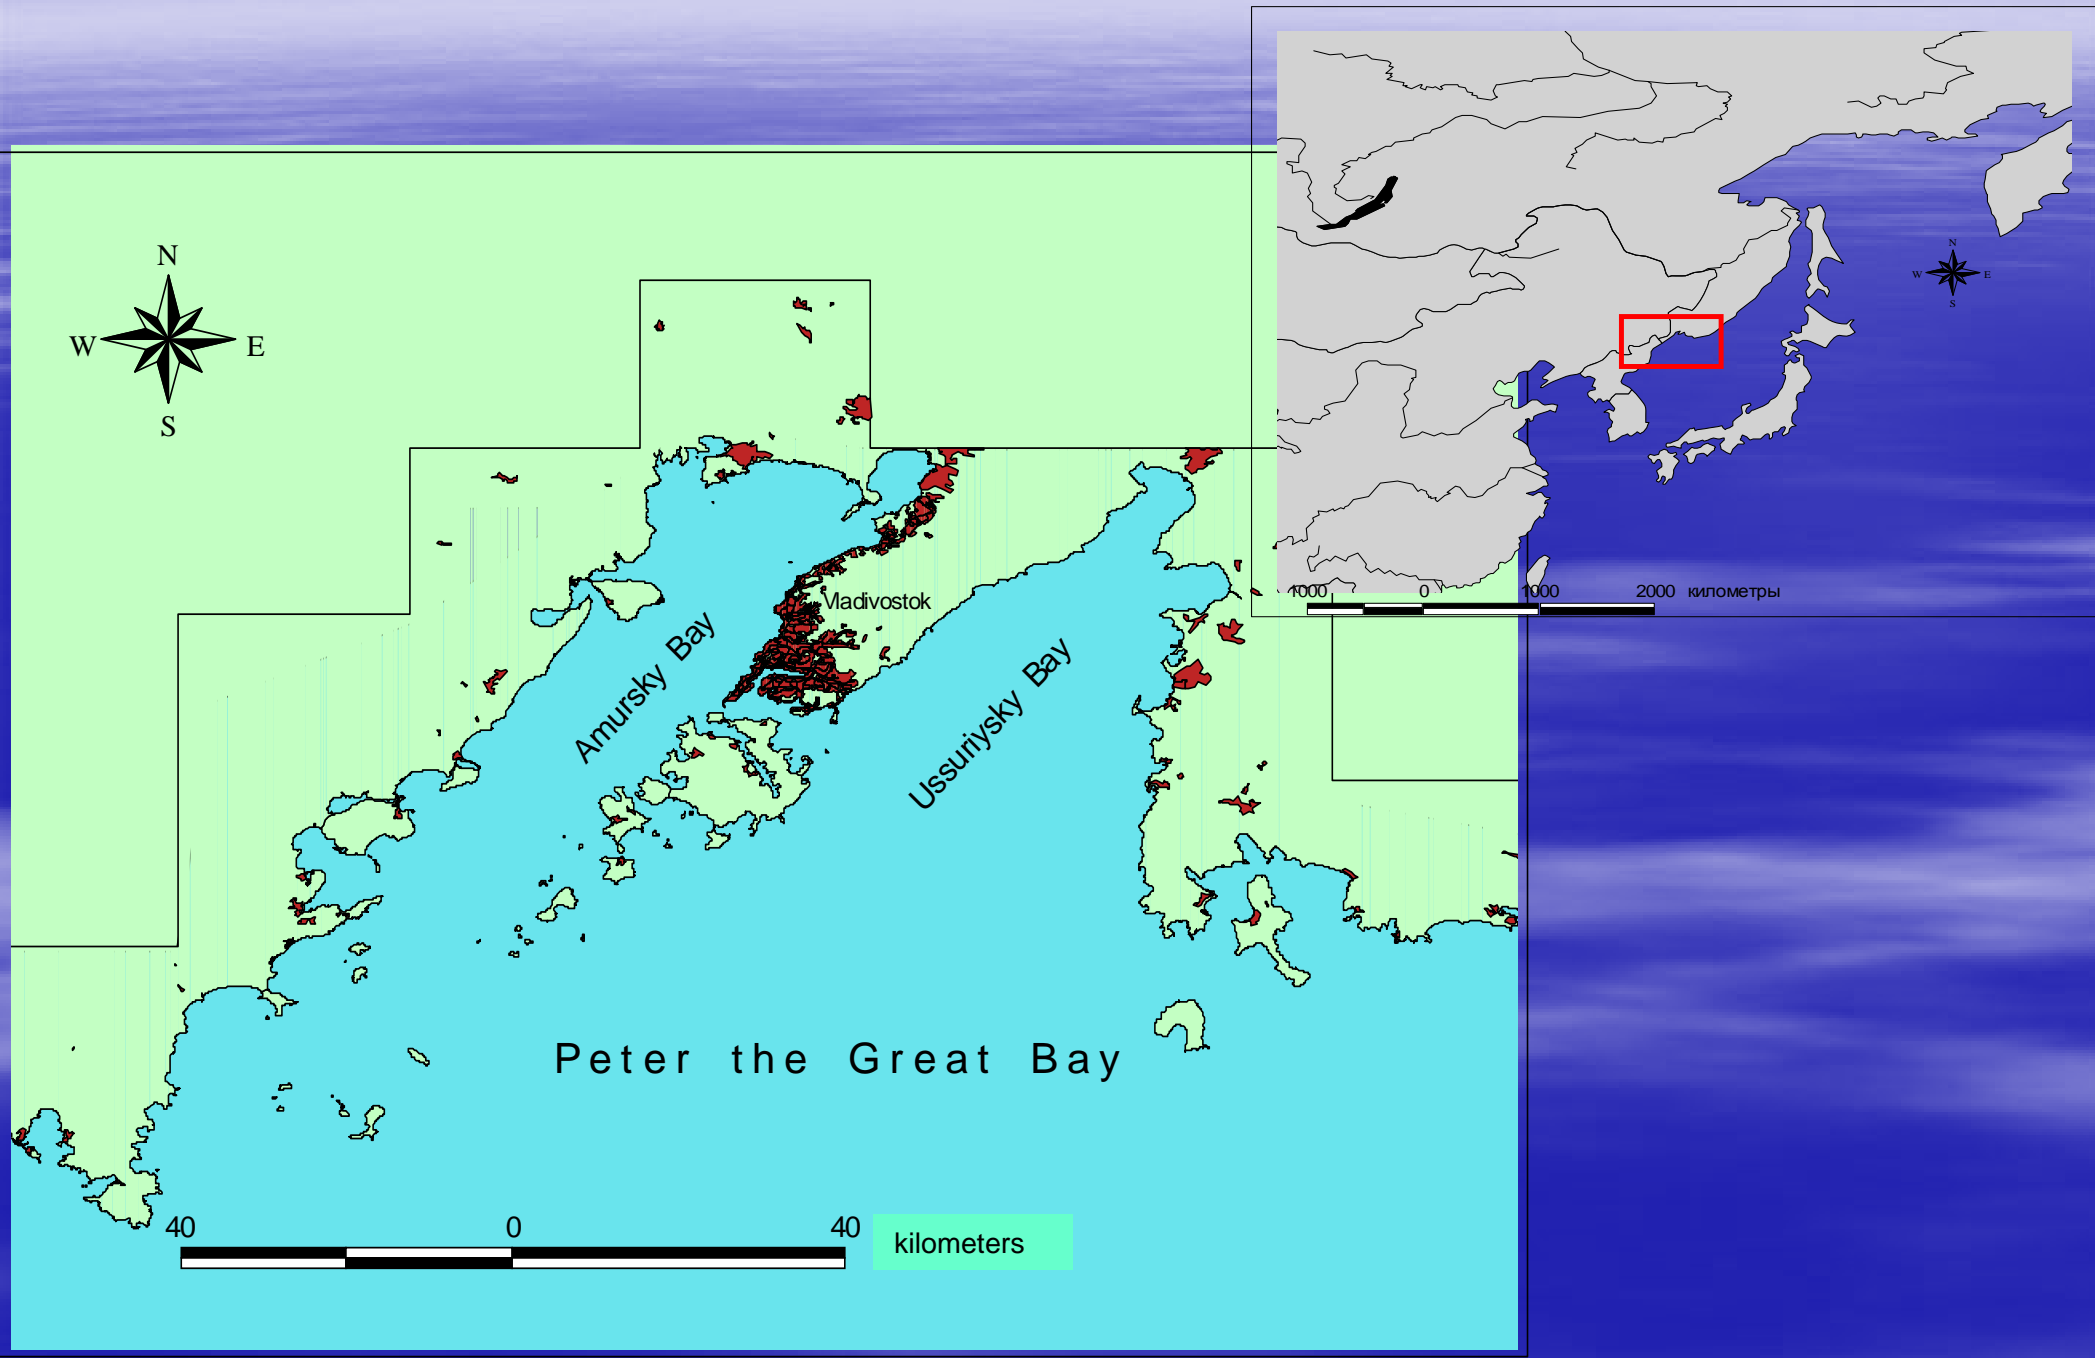 N
W E
S
N
W E
S
1000 0 1000 2000 километры
Vladivostok
Amursky Bay
Ussuriysky Bay
Peter the Great Bay
40 0 40
kilometers